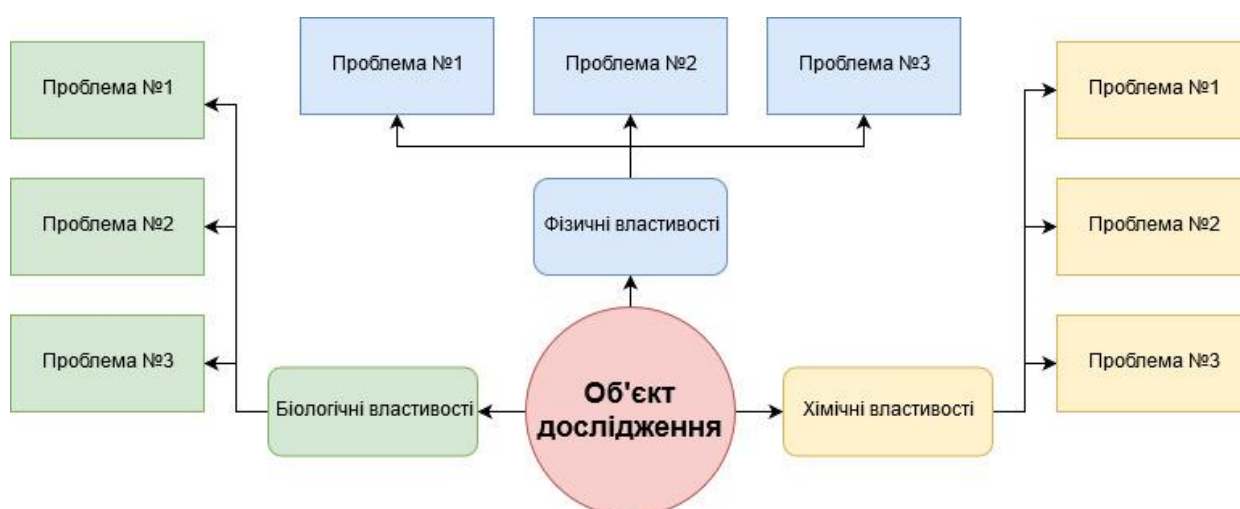 Проблема №1
Проблема №2
Проблема №3
Проблема №1
Проблема №2
Проблема №3
Фізичні властивості
Проблема №1
Проблема №2
Проблема №3
Біологічні властивості
Об'єкт
дослідження
Хімічні властивості